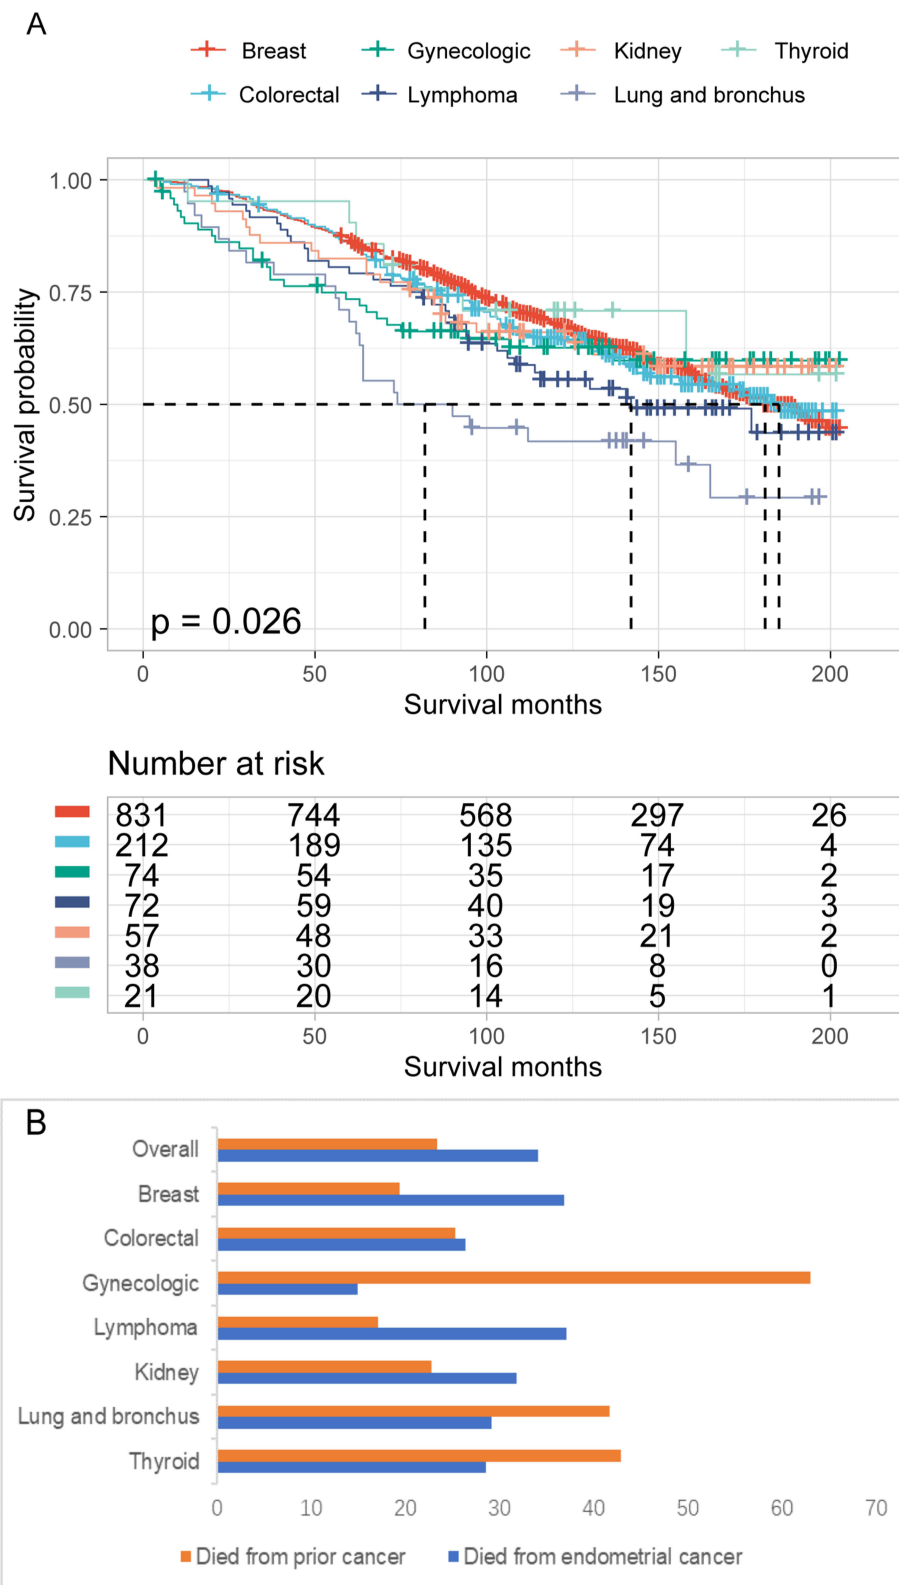 A
Breast Gynecologic Kidney Thyroid
Colorectal Lymphoma Lung and bronchus
1.00
0.75
0.50
0.25
0.00
Survival probability
p = 0.026
0 50 100 150 200
Survival months
Number at risk
831 744 568 297 26
212 189 135 74 4
74 54 35 17 2
72 59 40 19 3
57 48 33 21 2
38 30 16 8 0
21 20 14 5 1
0 50 100 150 200
Survival months
B
Overall
Breast
Colorectal
Gynecologic
Lymphoma
Kidney
Lung and bronchus
Thyroid
0 10 20 30 40 50 60 70
Died from prior cancer Died from endometrial cancer